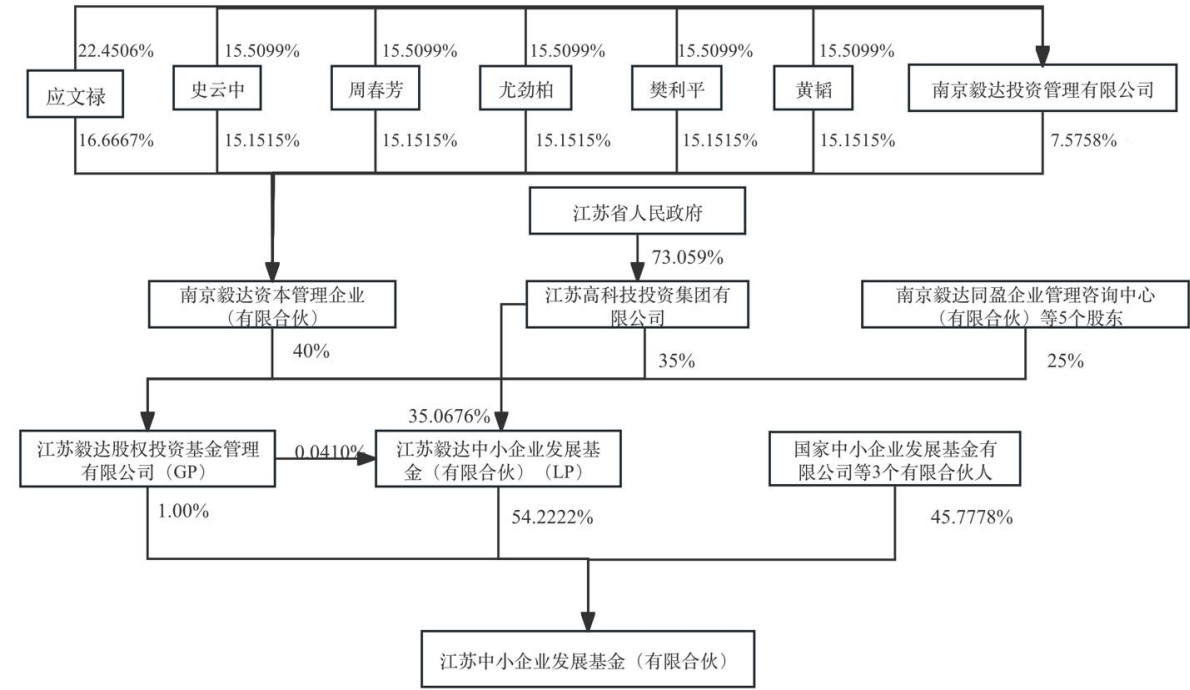 22.4506%
15.5099%
15.5099%
15.5099%
15.5099%
15.5099%
应文禄
史云中
周春芳
尤劲柏
樊利平
黄韬
南京毅达投资管理有限公司
16.6667%
15.1515%
15.1515%
15.1515%
15.1515%
15.1515%
7.5758%
江苏省人民政府
73.059%
南京毅达资本管理企业
（有限合伙）
江苏高科技投资集团有
限公司
南京毅达同盈企业管理咨询中心
（有限合伙）等5个股东
40%
35%
25%
35.0676%
江苏毅达股权投资基金管理
有限公司（GP）
0.0410%
江苏毅达中小企业发展基
金（有限合伙）（LP）
国家中小企业发展基金有
限公司等3个有限合伙人
1.00%
54.2222%
45.7778%
江苏中小企业发展基金（有限合伙）